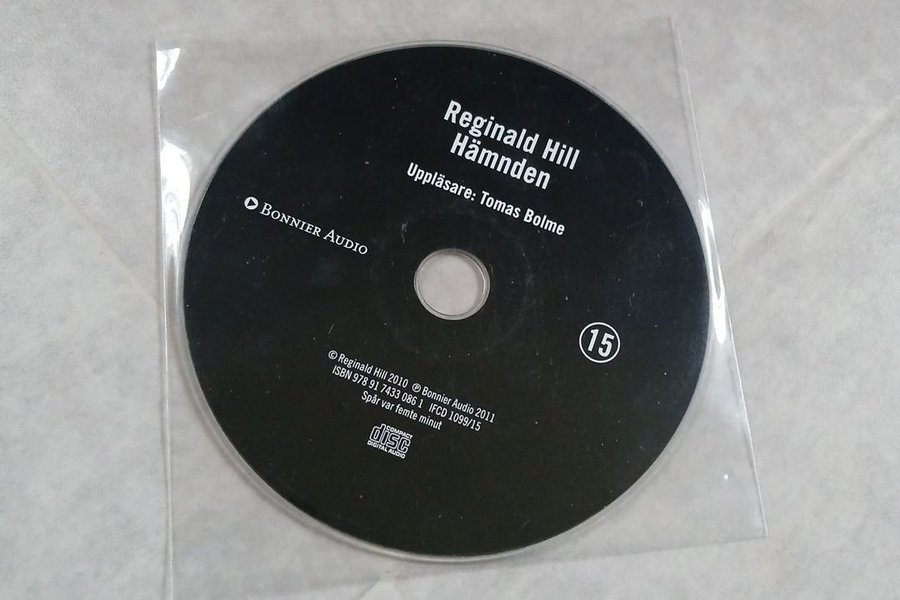 Reginald Hill
Hämnden
Uppläsare: Tomas Bolme
BONNIER AUDIO
15
© Reginald Hill 2010 ℗ Bonnier Audio 2011
ISBN 978 91 7433 086 1 IFCD 1099/15
Spår var femte minut
COMPACT
disc
DIGITAL AUDIO